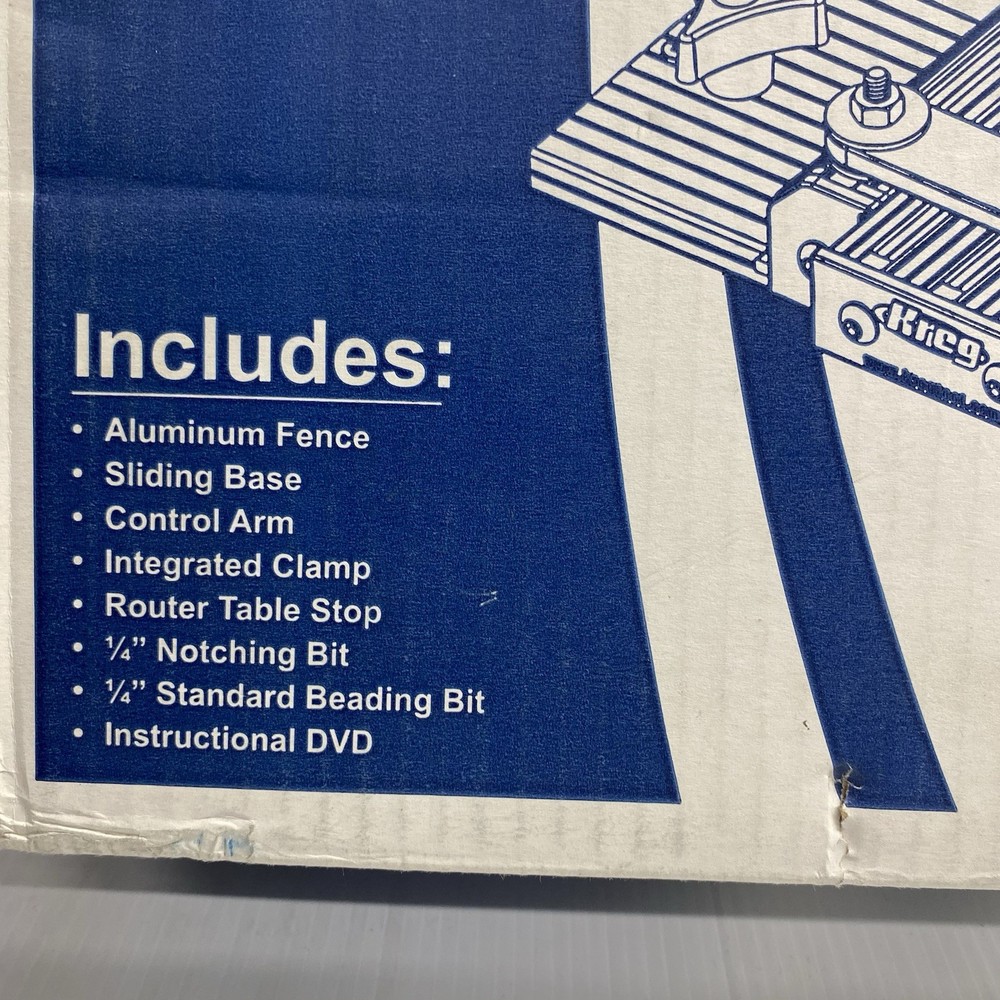 Kreg
Includes:
• Aluminum Fence
• Sliding Base
• Control Arm
• Integrated Clamp
• Router Table Stop
• ¼” Notching Bit
• ¼” Standard Beading Bit
• Instructional DVD